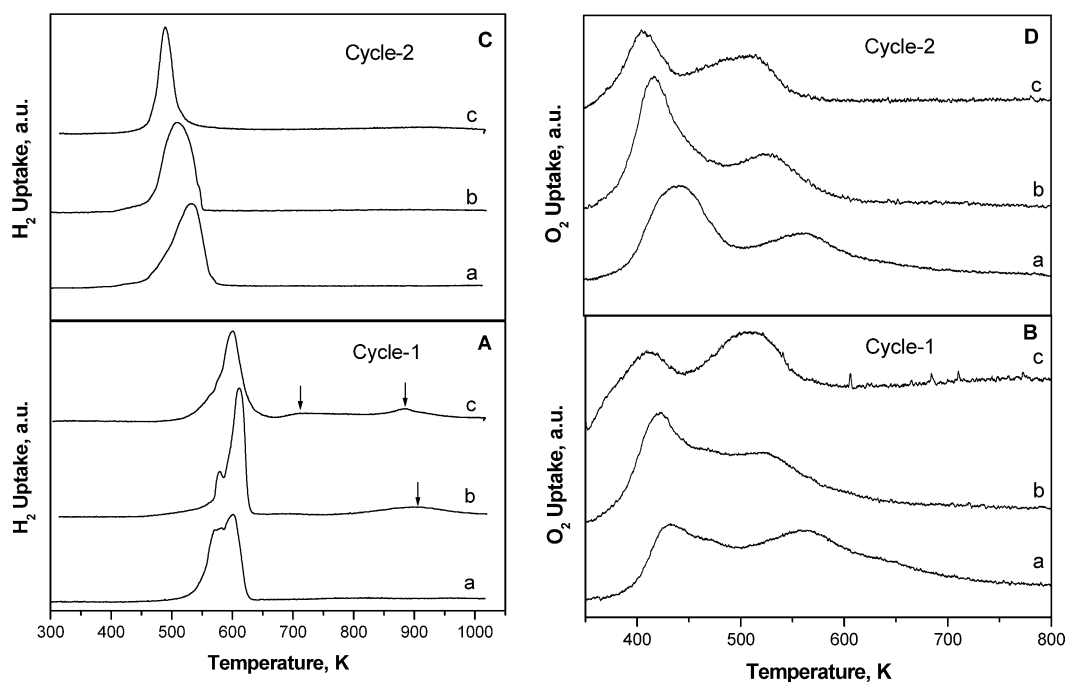 C
Cycle-2
c
b
a
H2 Uptake, a.u.
A
Cycle-1
c
b
a
H2 Uptake, a.u.
300 400 500 600 700 800 900 1000
Temperature, K
D
Cycle-2
c
b
a
O2 Uptake, a.u.
B
Cycle-1
c
b
a
O2 Uptake, a.u.
400 500 600 700 800
Temperature, K